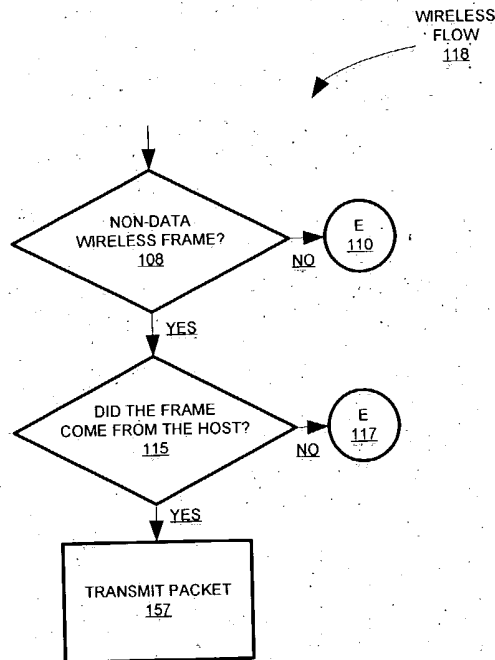 WIRELESS
FLOW
118
NON-DATA
WIRELESS FRAME?
108
E
110
NO
YES
DID THE FRAME
COME FROM THE HOST?
115
E
117
NO
YES
TRANSMIT PACKET
157